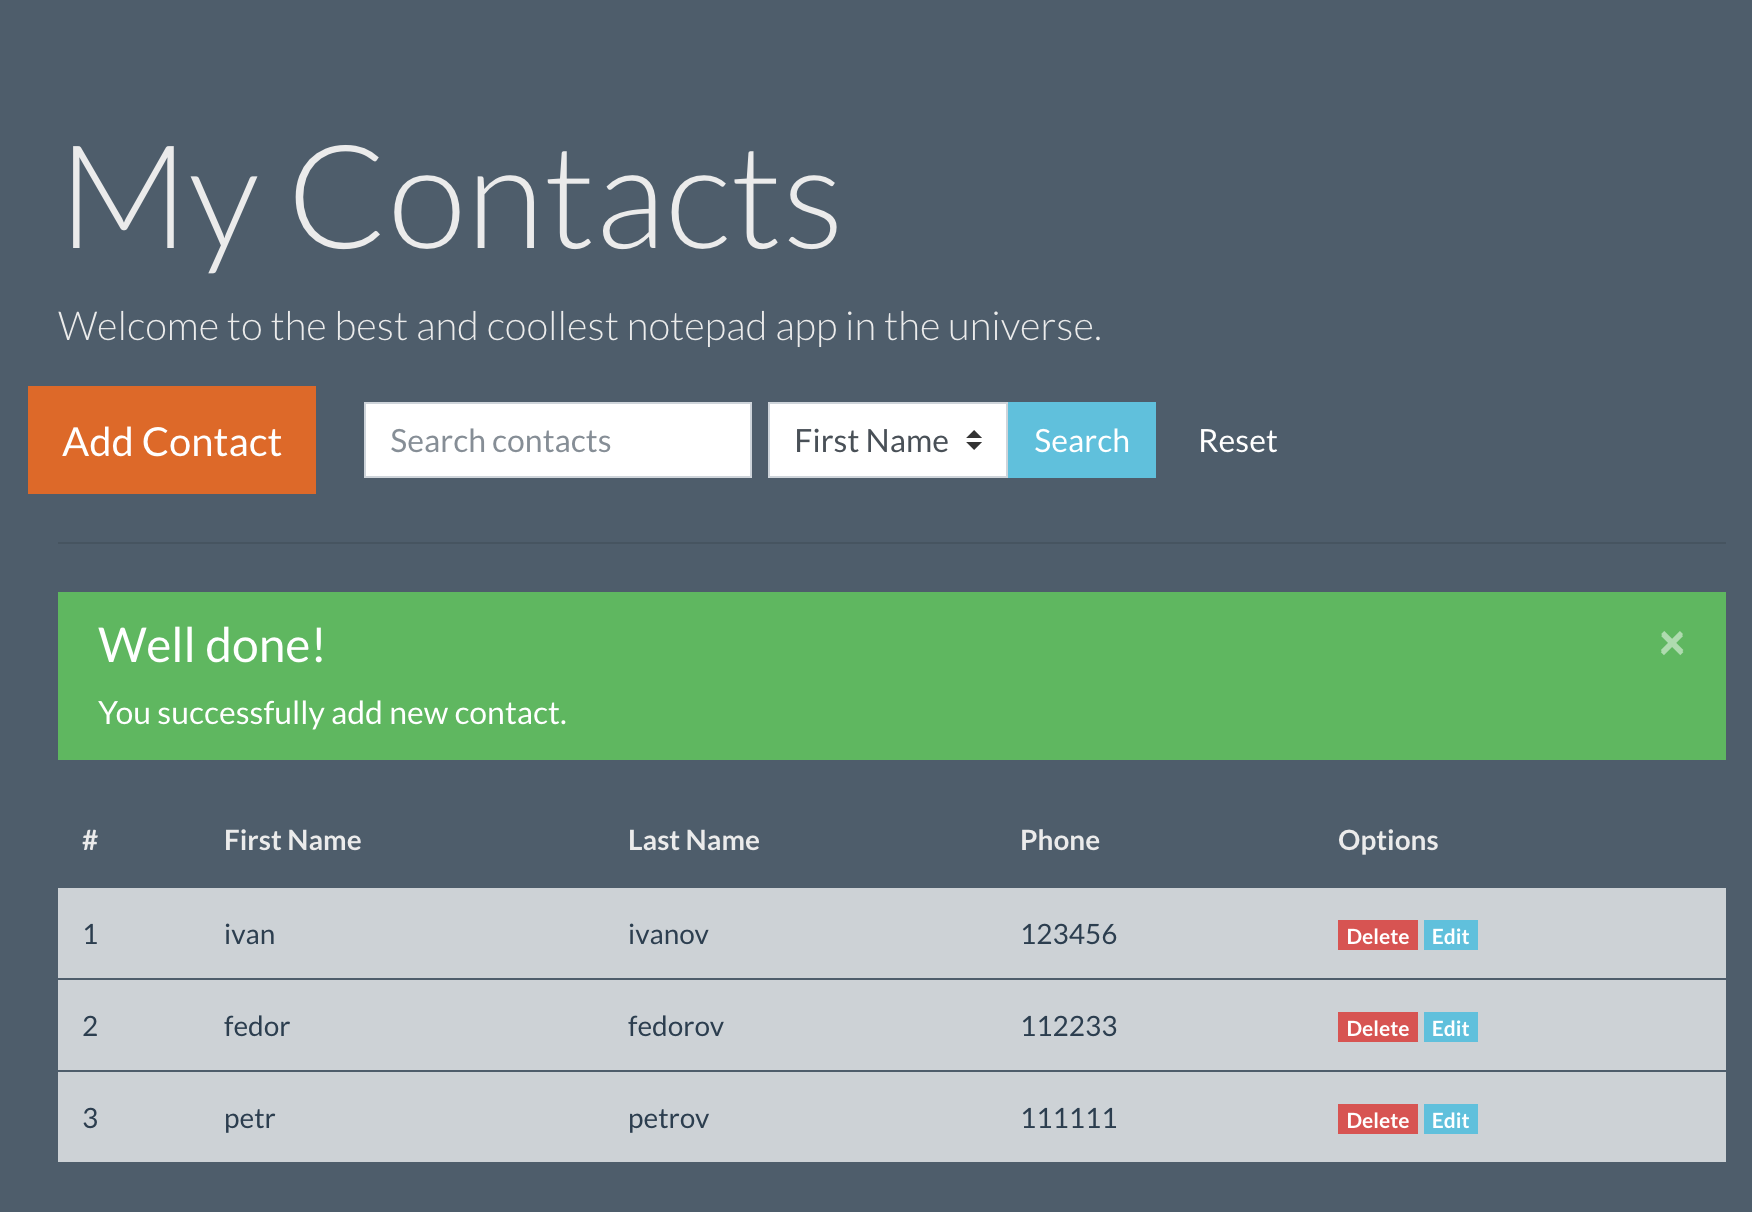 My Contacts
Welcome to the best and coollest notepad app in the universe.
Add Contact Search contacts First Name Search Reset
Well done! ×
You successfully add new contact.
# First Name Last Name Phone Options
1 ivan ivanov 123456 Delete Edit
2 fedor fedorov 112233 Delete Edit
3 petr petrov 111111 Delete Edit